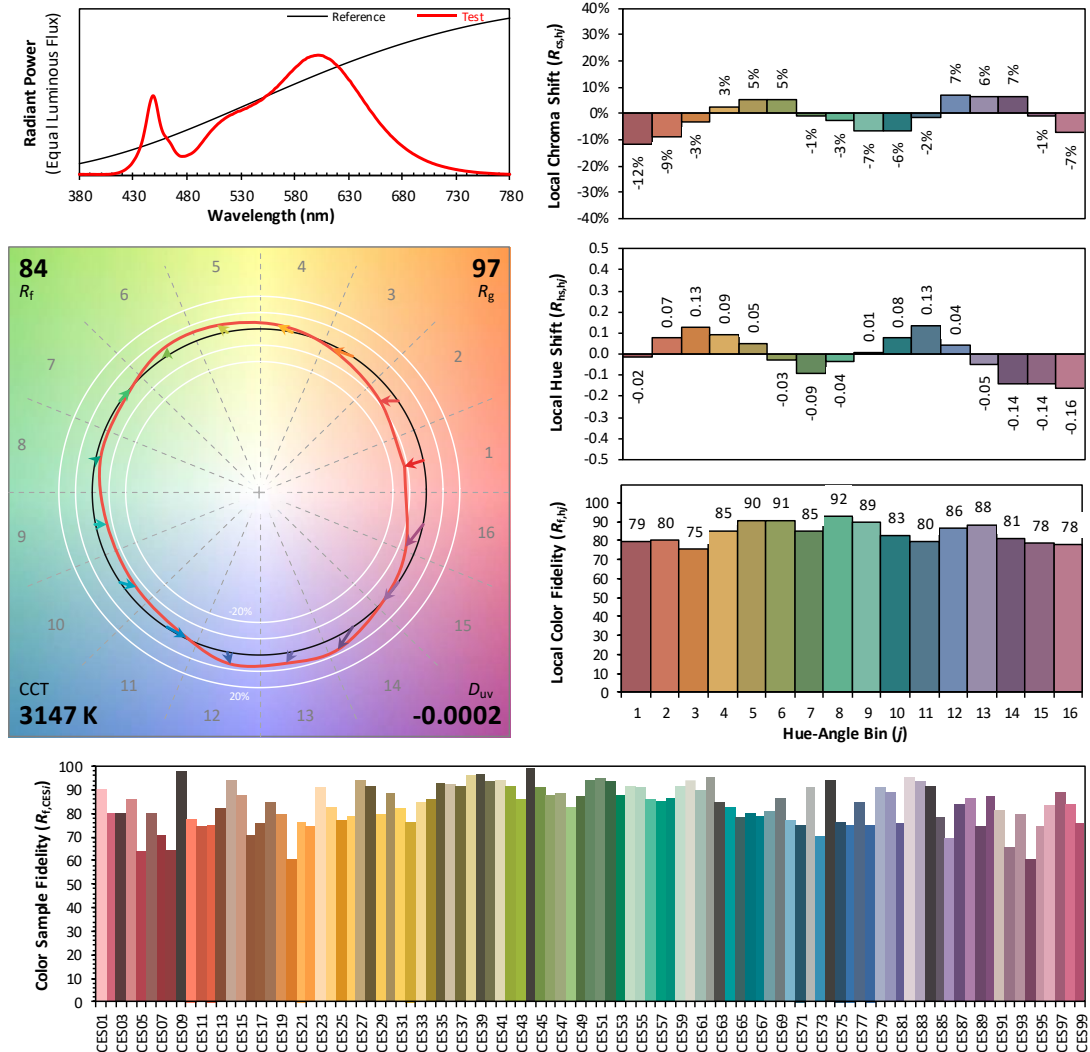 Reference
Test
Radiant Power
(Equal Luminous Flux)
380 430 480 530 580 630 680 730 780
Wavelength (nm)
Local Chroma Shift (Rcs,hj)
40%
30%
20%
10%
0%
-10%
-20%
-30%
-40%
-12% -9% -3% 3% 5% 5% -1% -3% -7% -6% -2% 7% 6% 7% -1% -7%
84
Rf
97
Rg
5 4
6 3
7 2
8 1
9 16
10 15
11 14
12 13
-20%
20%
CCT
3147 K
Duv
-0.0002
Local Hue Shift (Rhs,hj)
0.5
0.4
0.3
0.2
0.1
0.0
-0.1
-0.2
-0.3
-0.4
-0.5
-0.02 0.07 0.13 0.09 0.05 -0.03 -0.09 -0.04 0.01 0.08 0.13 0.04 -0.05 -0.14 -0.14 -0.16
Local Color Fidelity (Rf,hj)
100
90
80
70
60
50
40
30
20
10
0
79 80 75 85 90 91 85 92 89 83 80 86 88 81 78 78
1 2 3 4 5 6 7 8 9 10 11 12 13 14 15 16
Hue-Angle Bin (j)
Color Sample Fidelity (Rf,CESi)
100
90
80
70
60
50
40
30
20
10
0
CES01 CES03 CES05 CES07 CES09 CES11 CES13 CES15 CES17 CES19 CES21 CES23 CES25 CES27 CES29 CES31 CES33 CES35 CES37 CES39 CES41 CES43 CES45 CES47 CES49 CES51 CES53 CES55 CES57 CES59 CES61 CES63 CES65 CES67 CES69 CES71 CES73 CES75 CES77 CES79 CES81 CES83 CES85 CES87 CES89 CES91 CES93 CES95 CES97 CES99